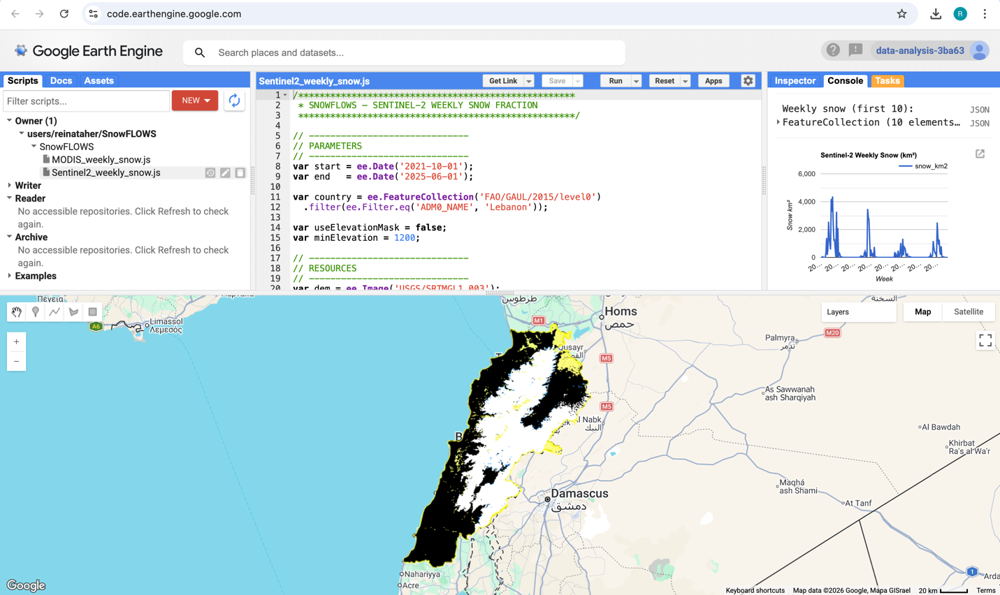 code.earthengine.google.com
R
Google Earth Engine
Search places and datasets...
data-analysis-3ba63
Scripts Docs Assets
Filter scripts...
NEW
Owner (1)
users/reinataher/SnowFLOWS
SnowFLOWS
MODIS_weekly_snow.js
Sentinel2_weekly_snow.js
Writer
Reader
No accessible repositories. Click Refresh to check
again.
Archive
No accessible repositories. Click Refresh to check
again.
Examples
Sentinel2_weekly_snow.js
Get Link Save Run Reset Apps
1 /***************************************************
2 * SNOWFLOWS – SENTINEL-2 WEEKLY SNOW FRACTION
3 ***************************************************/
4
5 // -----------------------------
6 // PARAMETERS
7 // -----------------------------
8 var start = ee.Date('2021-10-01');
9 var end   = ee.Date('2025-06-01');
10
11 var country = ee.FeatureCollection('FAO/GAUL/2015/level0')
12   .filter(ee.Filter.eq('ADM0_NAME', 'Lebanon'));
13
14 var useElevationMask = false;
15 var minElevation = 1200;
16
17 // -----------------------------
18 // RESOURCES
19 // -----------------------------
20 var dem = ee.Image('USGS/SRTMGL1_003');
Inspector Console Tasks
Weekly snow (first 10): JSON
FeatureCollection (10 elements… JSON
Sentinel-2 Weekly Snow (km²)
snow_km2
6,000
4,000
2,000
0
Snow km²
20… 20… 20… 20… 20… 20… 20… 20…
Week
Πέγεια
A6
Limassol
Λεμεσός
+
−
طرطوس
M1
Homs
حمص
السخنة
Layers
Map Satellite
Palmyra
تدمر
M20
Qusayr
القصير
M5
As Sawwanah
ash Sharqiyah
M5
Al Nabk
النبك
B
Al Bawdah
Khirbat
Ra's al Wa'r
Maqhá
ash Shami
At Tanf
Damascus
دمشق
Nahariyya
Acre
1
Google
Keyboard shortcuts Map data ©2026 Google, Mapa GISrael 20 km Terms